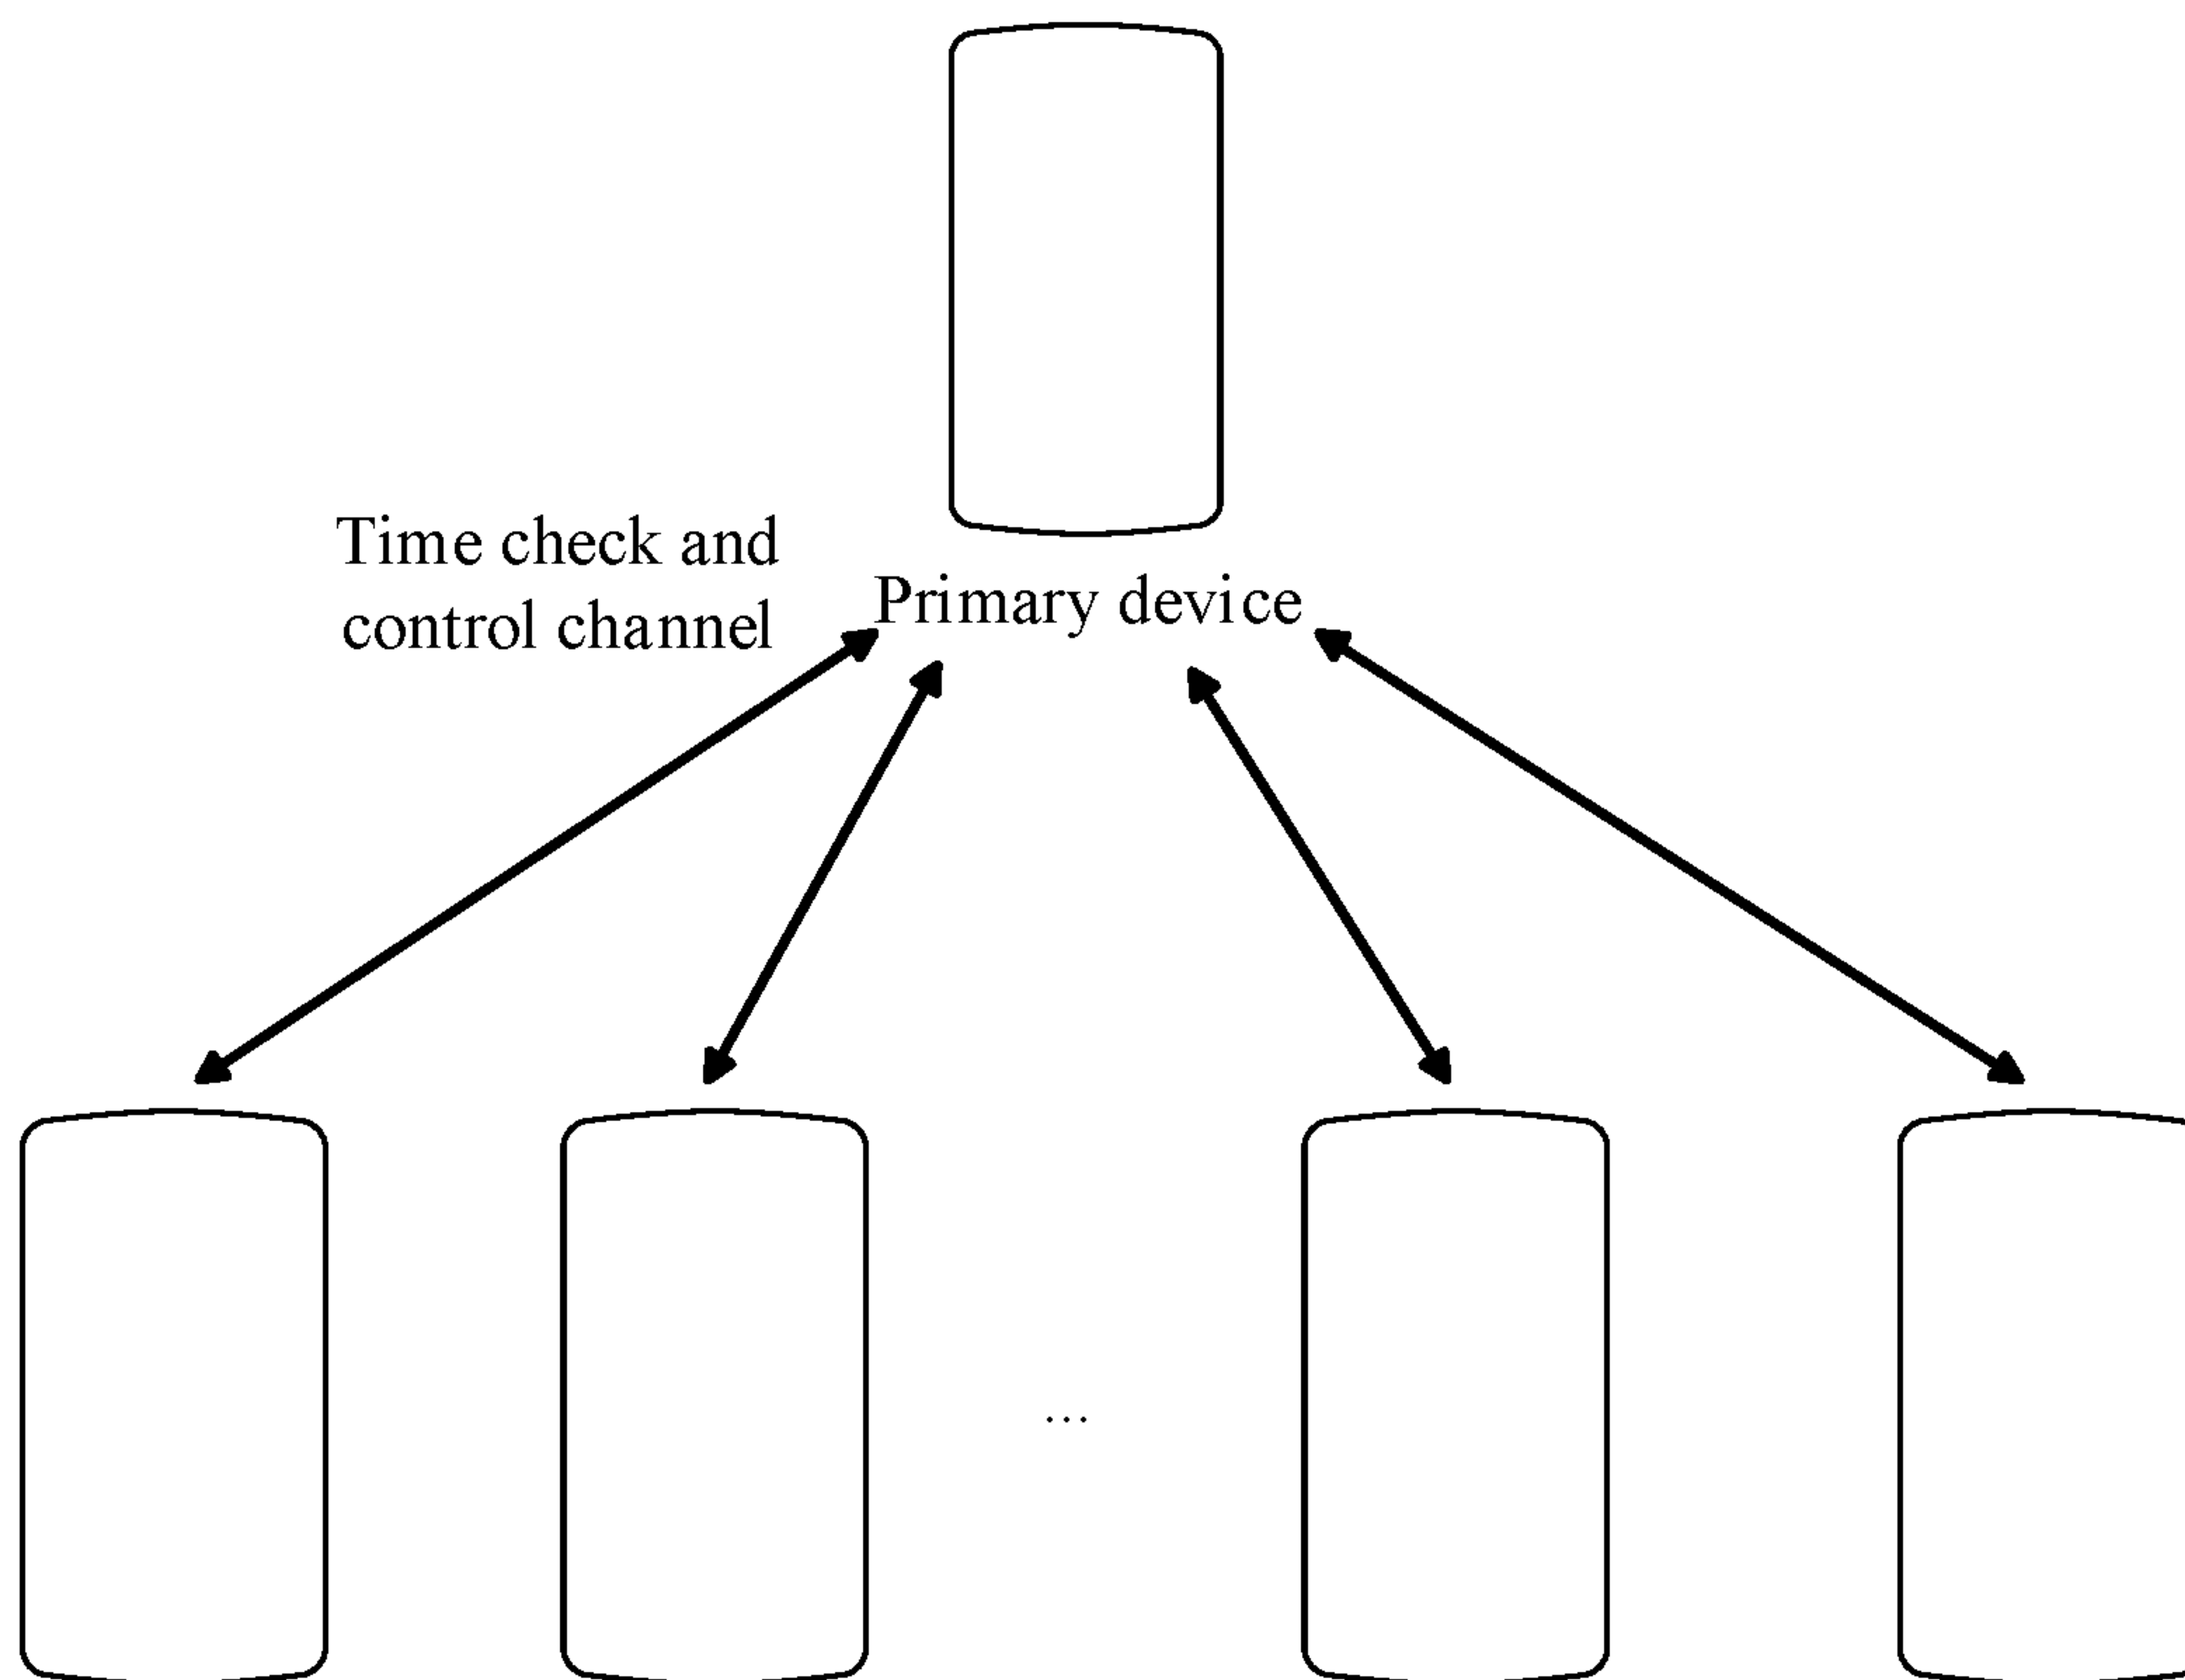 Time check and
control channel
Primary device
...